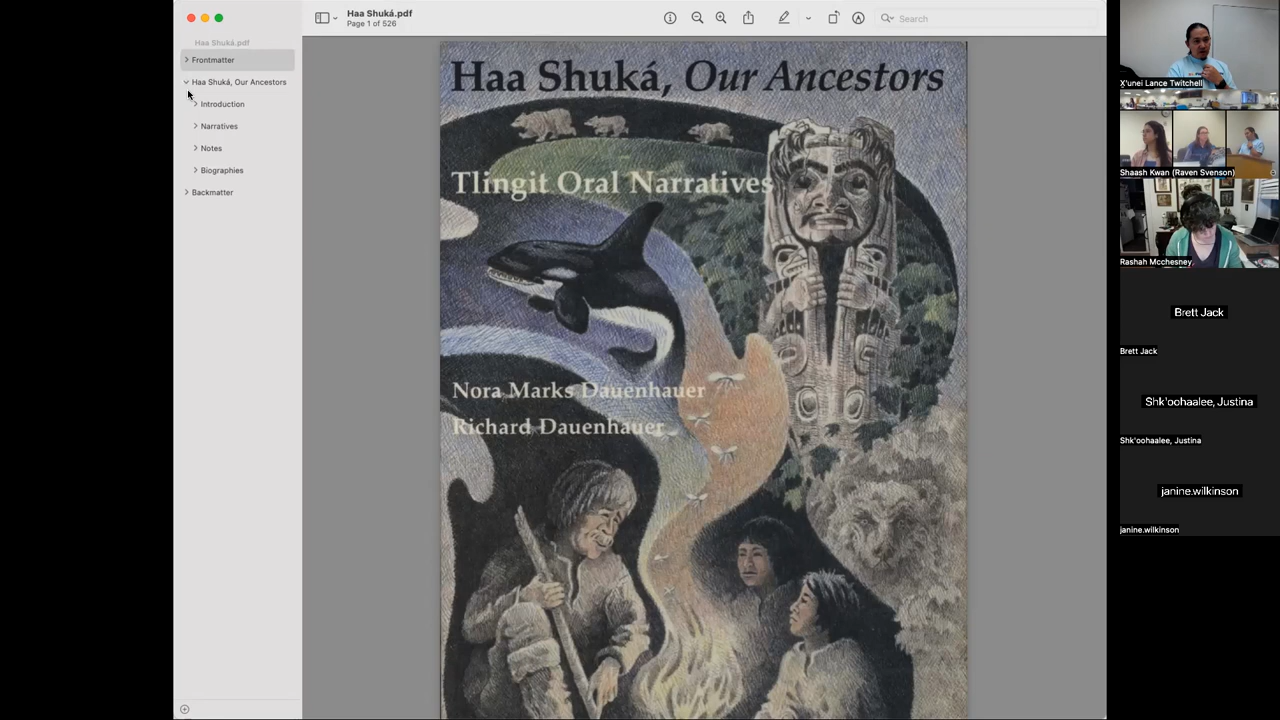 Haa Shuká.pdf
Page 1 of 526
Search
Haa Shuká.pdf
Frontmatter
Haa Shuká, Our Ancestors
Introduction
Narratives
Notes
Biographies
Backmatter
Haa Shuká, Our Ancestors
Tlingit Oral Narratives
Nora Marks Dauenhauer
Richard Dauenhauer
X̱'unei Lance Twitchell
Shaash Kwan (Raven Svenson)
Rashah Mcchesney
Brett Jack
Brett Jack
Shk'oohaalee, Justina
Shk'oohaalee, Justina
janine.wilkinson
janine.wilkinson